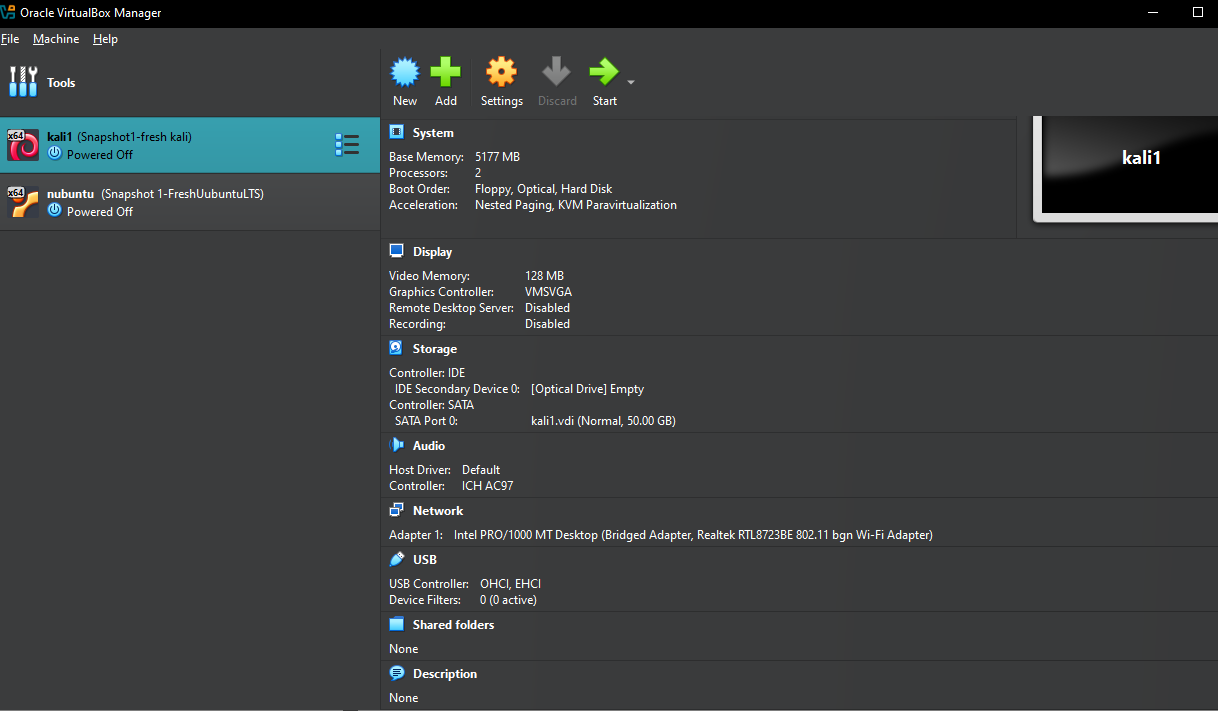 Oracle VirtualBox Manager
File Machine Help
Tools
New Add Settings Discard Start
x64 kali1 (Snapshot1-fresh kali)
Powered Off
x64 nubuntu (Snapshot 1-FreshUubuntuLTS)
Powered Off
System
Base Memory: 5177 MB
Processors: 2
Boot Order: Floppy, Optical, Hard Disk
Acceleration: Nested Paging, KVM Paravirtualization
kali1
Display
Video Memory: 128 MB
Graphics Controller: VMSVGA
Remote Desktop Server: Disabled
Recording: Disabled
Storage
Controller: IDE
IDE Secondary Device 0: [Optical Drive] Empty
Controller: SATA
SATA Port 0: kali1.vdi (Normal, 50.00 GB)
Audio
Host Driver: Default
Controller: ICH AC97
Network
Adapter 1: Intel PRO/1000 MT Desktop (Bridged Adapter, Realtek RTL8723BE 802.11 bgn Wi-Fi Adapter)
USB
USB Controller: OHCI, EHCI
Device Filters: 0 (0 active)
Shared folders
None
Description
None